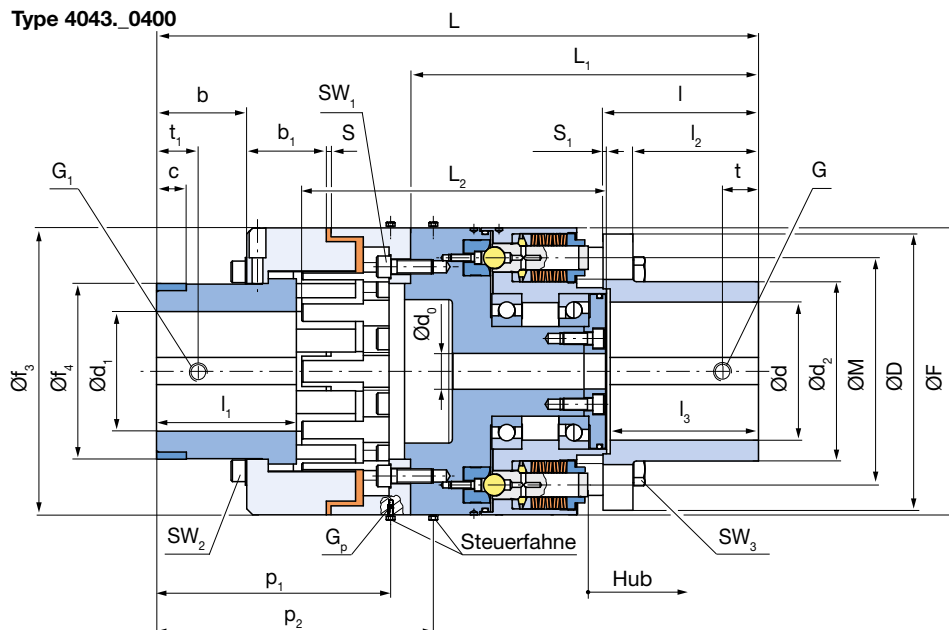 Type 4043._0400
L
L₁
b
SW₁
l
t₁
b₁
S
S₁
l₂
G₁
c
L₂
t
G
Øf₃
Øf₄
Ød₁
Ød₀
Ød
Ød₂
ØM
ØD
ØF
l₁
l₃
SW₂
Gₚ
Steuerfahne
SW₃
p₁
Hub
p₂